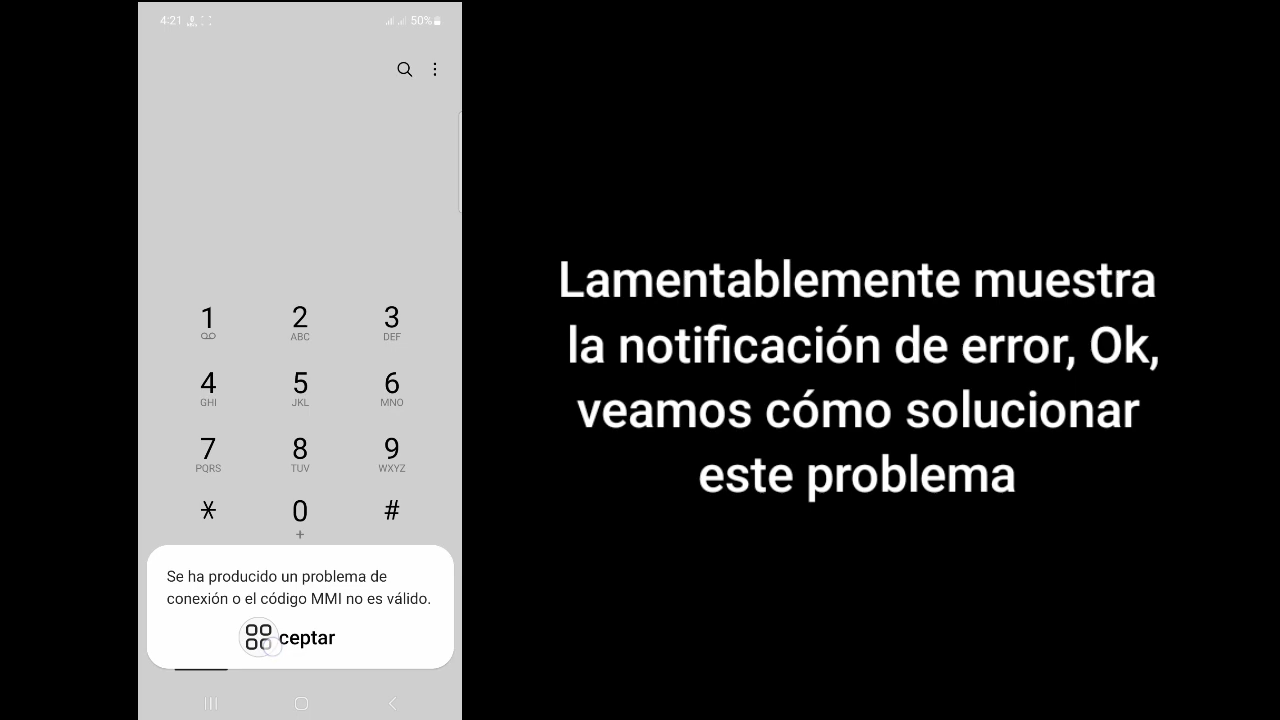 4:21
50%
1
2 ABC
3 DEF
4 GHI
5 JKL
6 MNO
7 PQRS
8 TUV
9 WXYZ
* 0 + #
Se ha producido un problema de
conexión o el código MMI no es válido.
ceptar
Lamentablemente muestra
la notificación de error, Ok,
veamos cómo solucionar
este problema